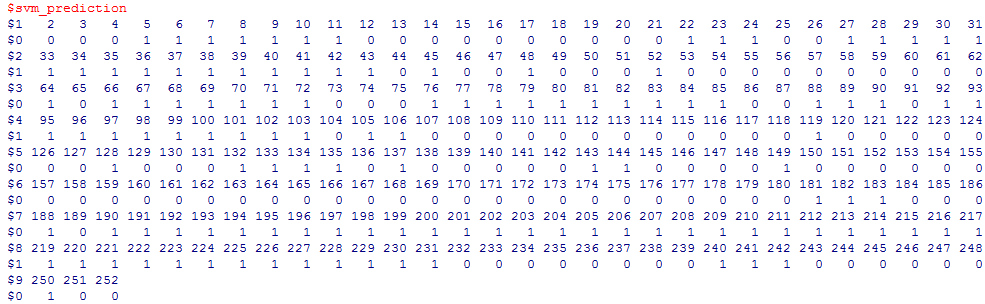 $svm_prediction
$1 2 3 4 5 6 7 8 9 10 11 12 13 14 15 16 17 18 19 20 21 22 23 24 25 26 27 28 29 30 31
$0 0 0 0 1 1 1 1 1 1 1 0 0 0 0 0 0 0 0 0 0 1 1 1 0 0 1 1 1 1 1
$2 33 34 35 36 37 38 39 40 41 42 43 44 45 46 47 48 49 50 51 52 53 54 55 56 57 58 59 60 61 62
$1 1 1 1 1 1 1 1 1 1 1 1 0 1 0 0 1 0 0 0 1 0 0 0 0 0 0 0 0 0 0
$3 64 65 66 67 68 69 70 71 72 73 74 75 76 77 78 79 80 81 82 83 84 85 86 87 88 89 90 91 92 93
$0 1 0 1 1 1 1 1 1 1 0 0 0 1 1 1 1 1 1 1 1 1 1 0 0 1 1 1 0 1 1
$4 95 96 97 98 99 100 101 102 103 104 105 106 107 108 109 110 111 112 113 114 115 116 117 118 119 120 121 122 123 124
$1 1 1 1 1 1 1 1 1 1 0 1 1 0 0 0 0 0 0 0 0 0 0 0 0 1 0 0 0 0 0
$5 126 127 128 129 130 131 132 133 134 135 136 137 138 139 140 141 142 143 144 145 146 147 148 149 150 151 152 153 154 155
$0 0 0 1 0 0 0 1 1 1 1 0 1 0 0 0 0 0 1 1 0 0 0 0 1 0 0 0 0 0 0
$6 157 158 159 160 161 162 163 164 165 166 167 168 169 170 171 172 173 174 175 176 177 178 179 180 181 182 183 184 185 186
$0 0 0 0 0 0 0 0 0 0 0 0 0 0 0 0 0 0 0 0 0 0 0 0 0 1 1 1 0 0 0
$7 188 189 190 191 192 193 194 195 196 197 198 199 200 201 202 203 204 205 206 207 208 209 210 211 212 213 214 215 216 217
$0 1 0 1 1 1 1 1 1 1 1 1 1 1 1 1 1 1 1 1 1 1 1 1 1 1 1 1 1 1 1
$8 219 220 221 222 223 224 225 226 227 228 229 230 231 232 233 234 235 236 237 238 239 240 241 242 243 244 245 246 247 248
$1 1 1 1 1 1 1 1 1 1 1 1 1 1 0 0 0 0 0 0 0 1 1 1 0 0 0 0 0 0 0
$9 250 251 252
$0 1 0 0